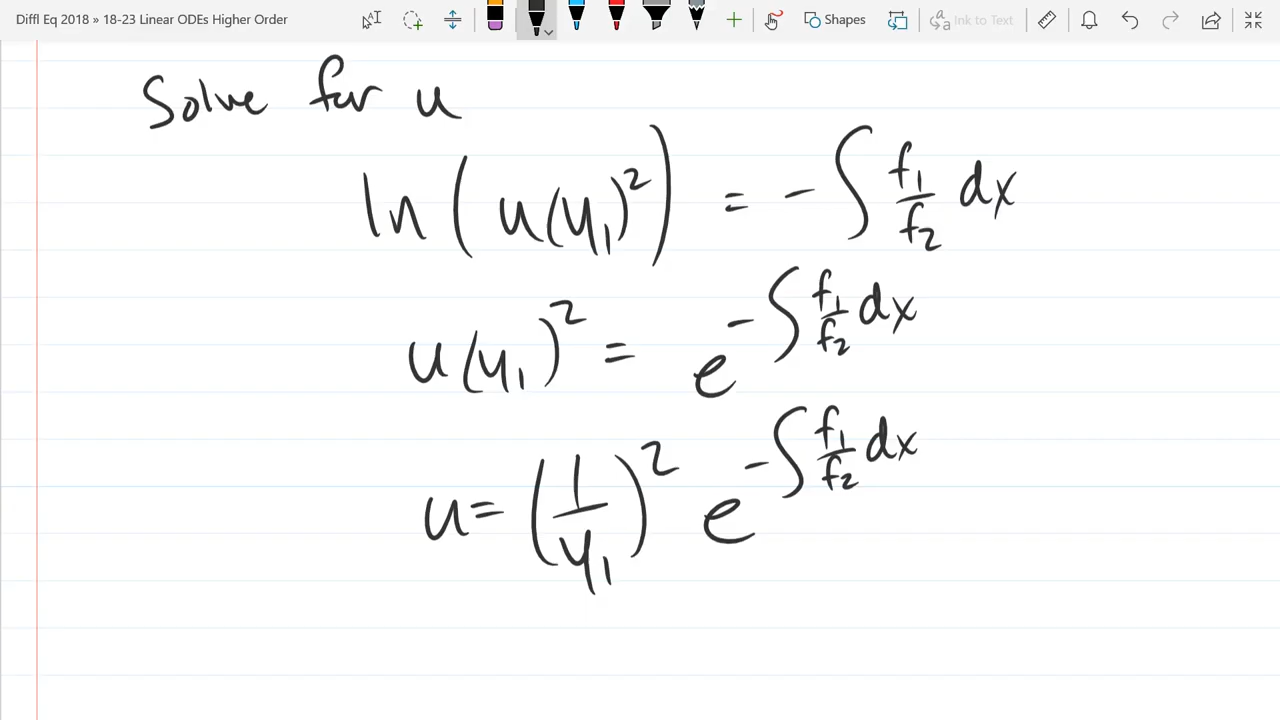 Diffl Eq 2018 » 18-23 Linear ODEs Higher Order Shapes Ink to Text
Solve for u
ln(u(y₁)²) = -∫ f₁/f₂ dx
u(y₁)² = e^(-∫ f₁/f₂ dx)
u = (1/y₁)² e^(-∫ f₁/f₂ dx)